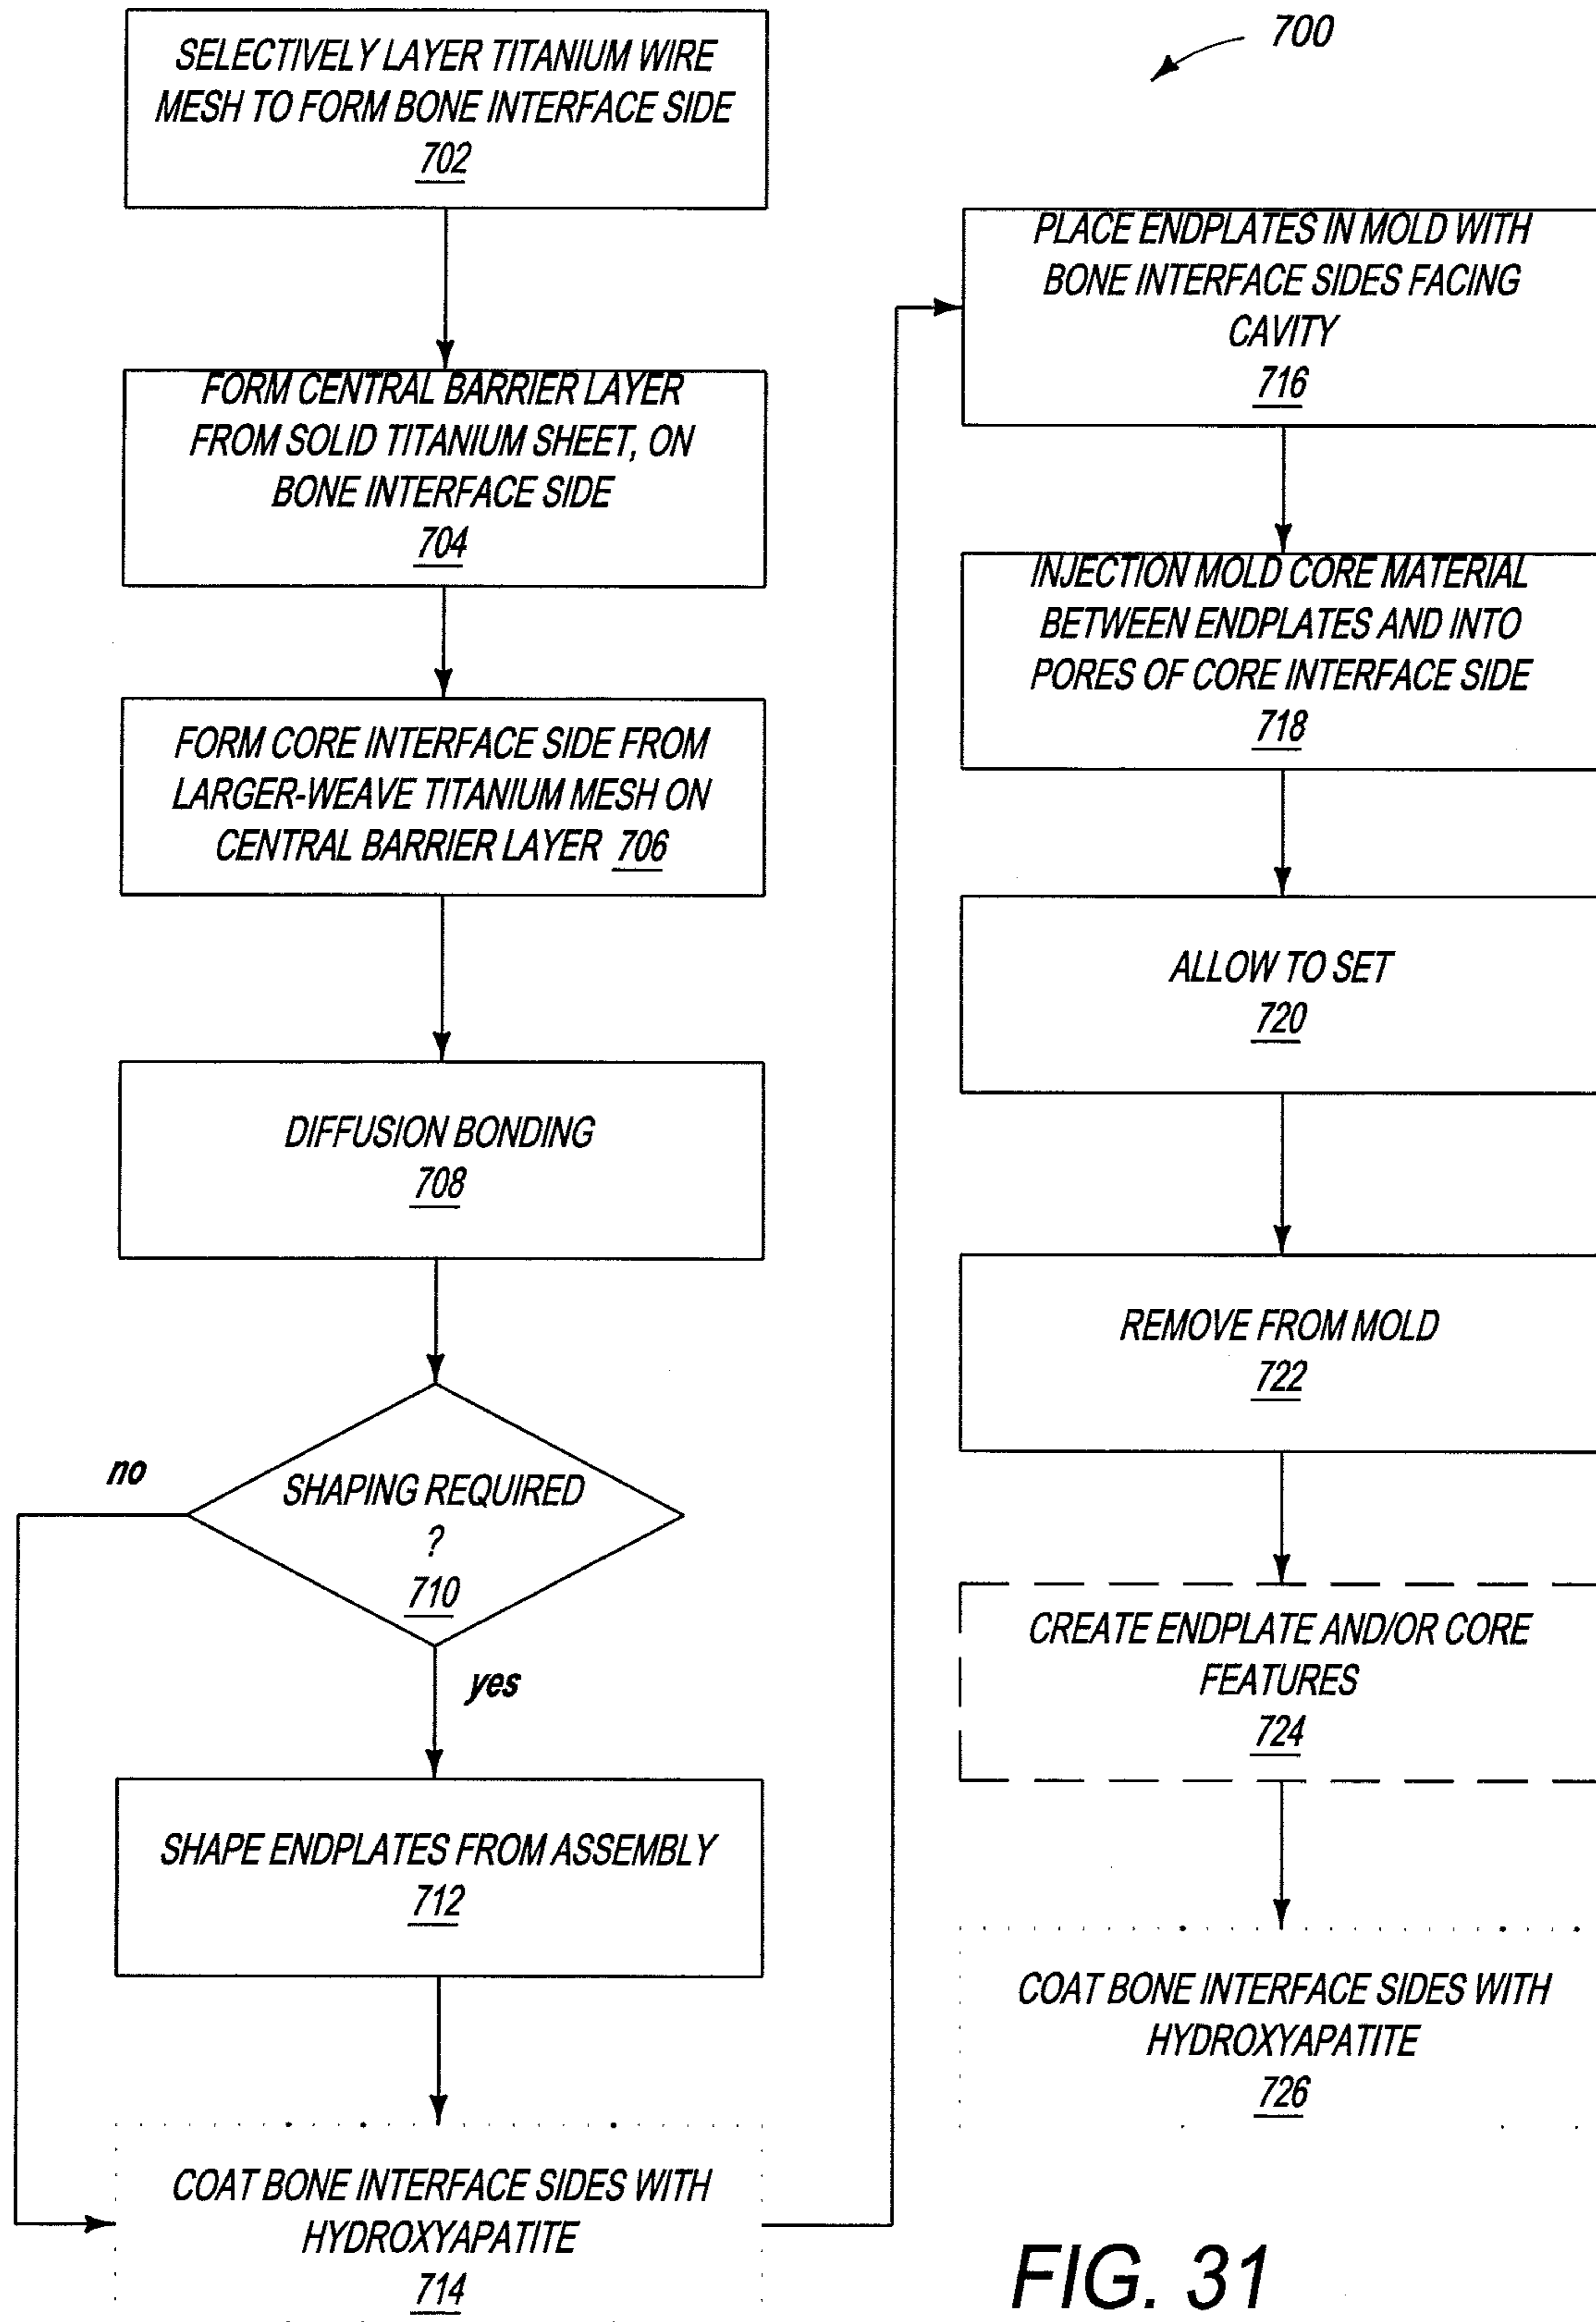 700
SELECTIVELY LAYER TITANIUM WIRE
MESH TO FORM BONE INTERFACE SIDE
702
FORM CENTRAL BARRIER LAYER
FROM SOLID TITANIUM SHEET, ON
BONE INTERFACE SIDE
704
FORM CORE INTERFACE SIDE FROM
LARGER-WEAVE TITANIUM MESH ON
CENTRAL BARRIER LAYER 706
DIFFUSION BONDING
708
no
SHAPING REQUIRED
?
710
yes
SHAPE ENDPLATES FROM ASSEMBLY
712
COAT BONE INTERFACE SIDES WITH
HYDROXYAPATITE
714
PLACE ENDPLATES IN MOLD WITH
BONE INTERFACE SIDES FACING
CAVITY
716
INJECTION MOLD CORE MATERIAL
BETWEEN ENDPLATES AND INTO
PORES OF CORE INTERFACE SIDE
718
ALLOW TO SET
720
REMOVE FROM MOLD
722
CREATE ENDPLATE AND/OR CORE
FEATURES
724
COAT BONE INTERFACE SIDES WITH
HYDROXYAPATITE
726
FIG. 31